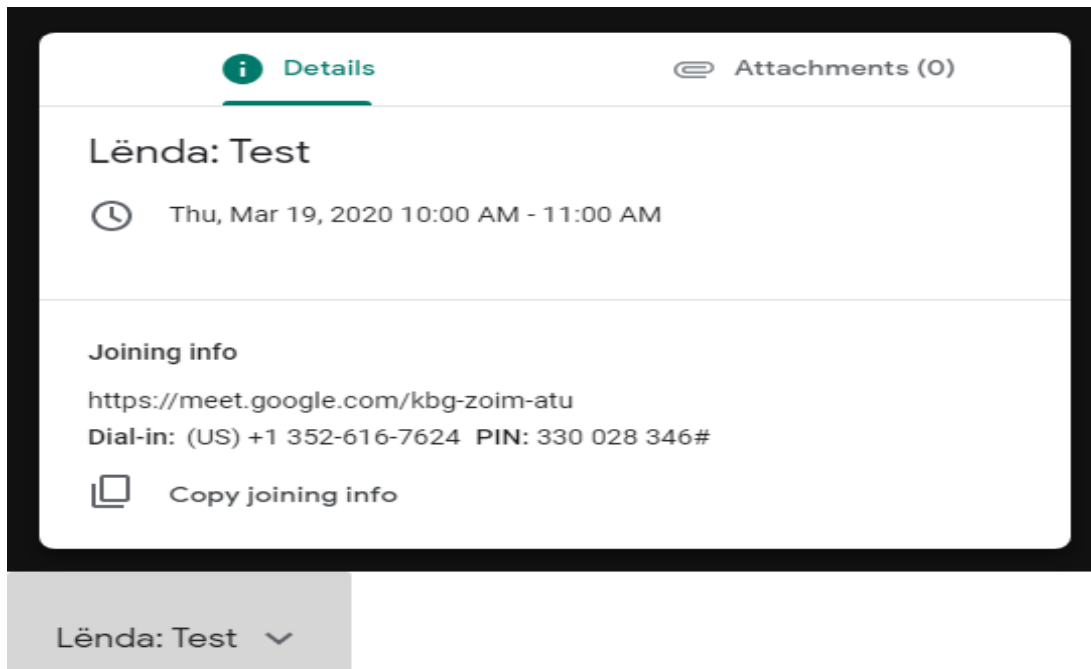 Details
Attachments (0)
Lënda: Test
Thu, Mar 19, 2020 10:00 AM - 11:00 AM
Joining info
https://meet.google.com/kbg-zoim-atu
Dial-in: (US) +1 352-616-7624 PIN: 330 028 346#
Copy joining info
Lënda: Test